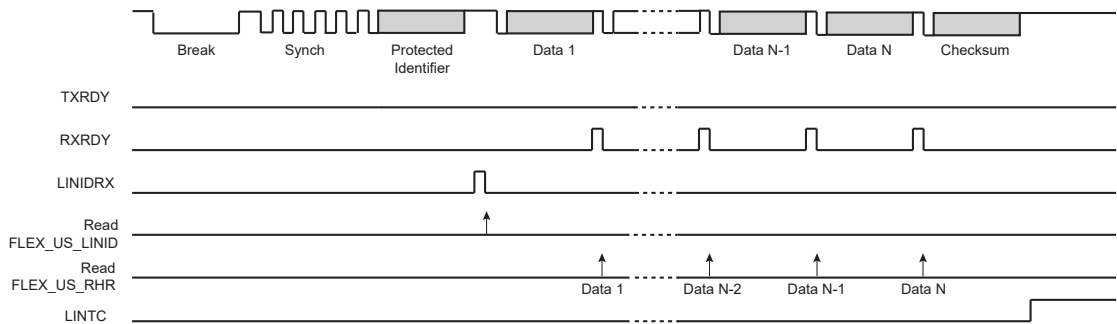 Break
Synch
Protected
Identifier
Data 1
Data N-1
Data N
Checksum
TXRDY
RXRDY
LINIDRX
Read
FLEX_US_LINID
Read
FLEX_US_RHR
Data 1
Data N-2
Data N-1
Data N
LINTC